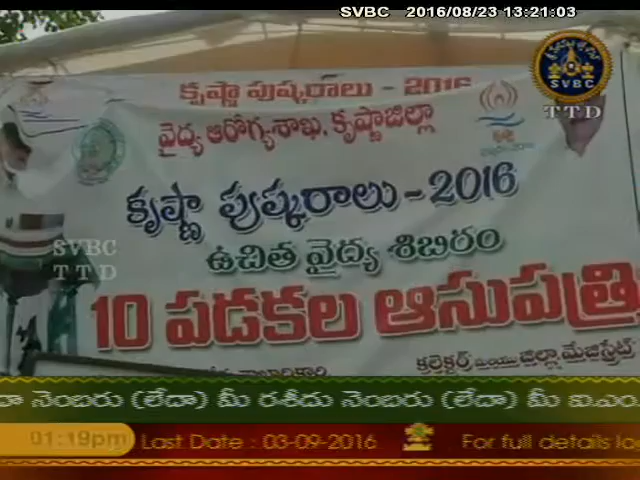 SVBC 2016/08/23 13:21:03
కృష్ణా పుష్కరాలు - 2016
SVBC
TTD
వైద్య ఆరోగ్యశాఖ, కృష్ణాజిల్లా
కృష్ణా పుష్కరాలు - 2016
ఉచిత వైద్య శిబిరం
SVBC
TTD
10 పడకల ఆసుపత్రి
కలెక్టర్ మరియు జిల్లా మేజిస్ట్రేట్
నెంబరు (లేదా) మీ రశీదు నెంబరు (లేదా) మీ ఐ.ఎం.
01:19pm Last Date : 03-09-2016 For full details lo